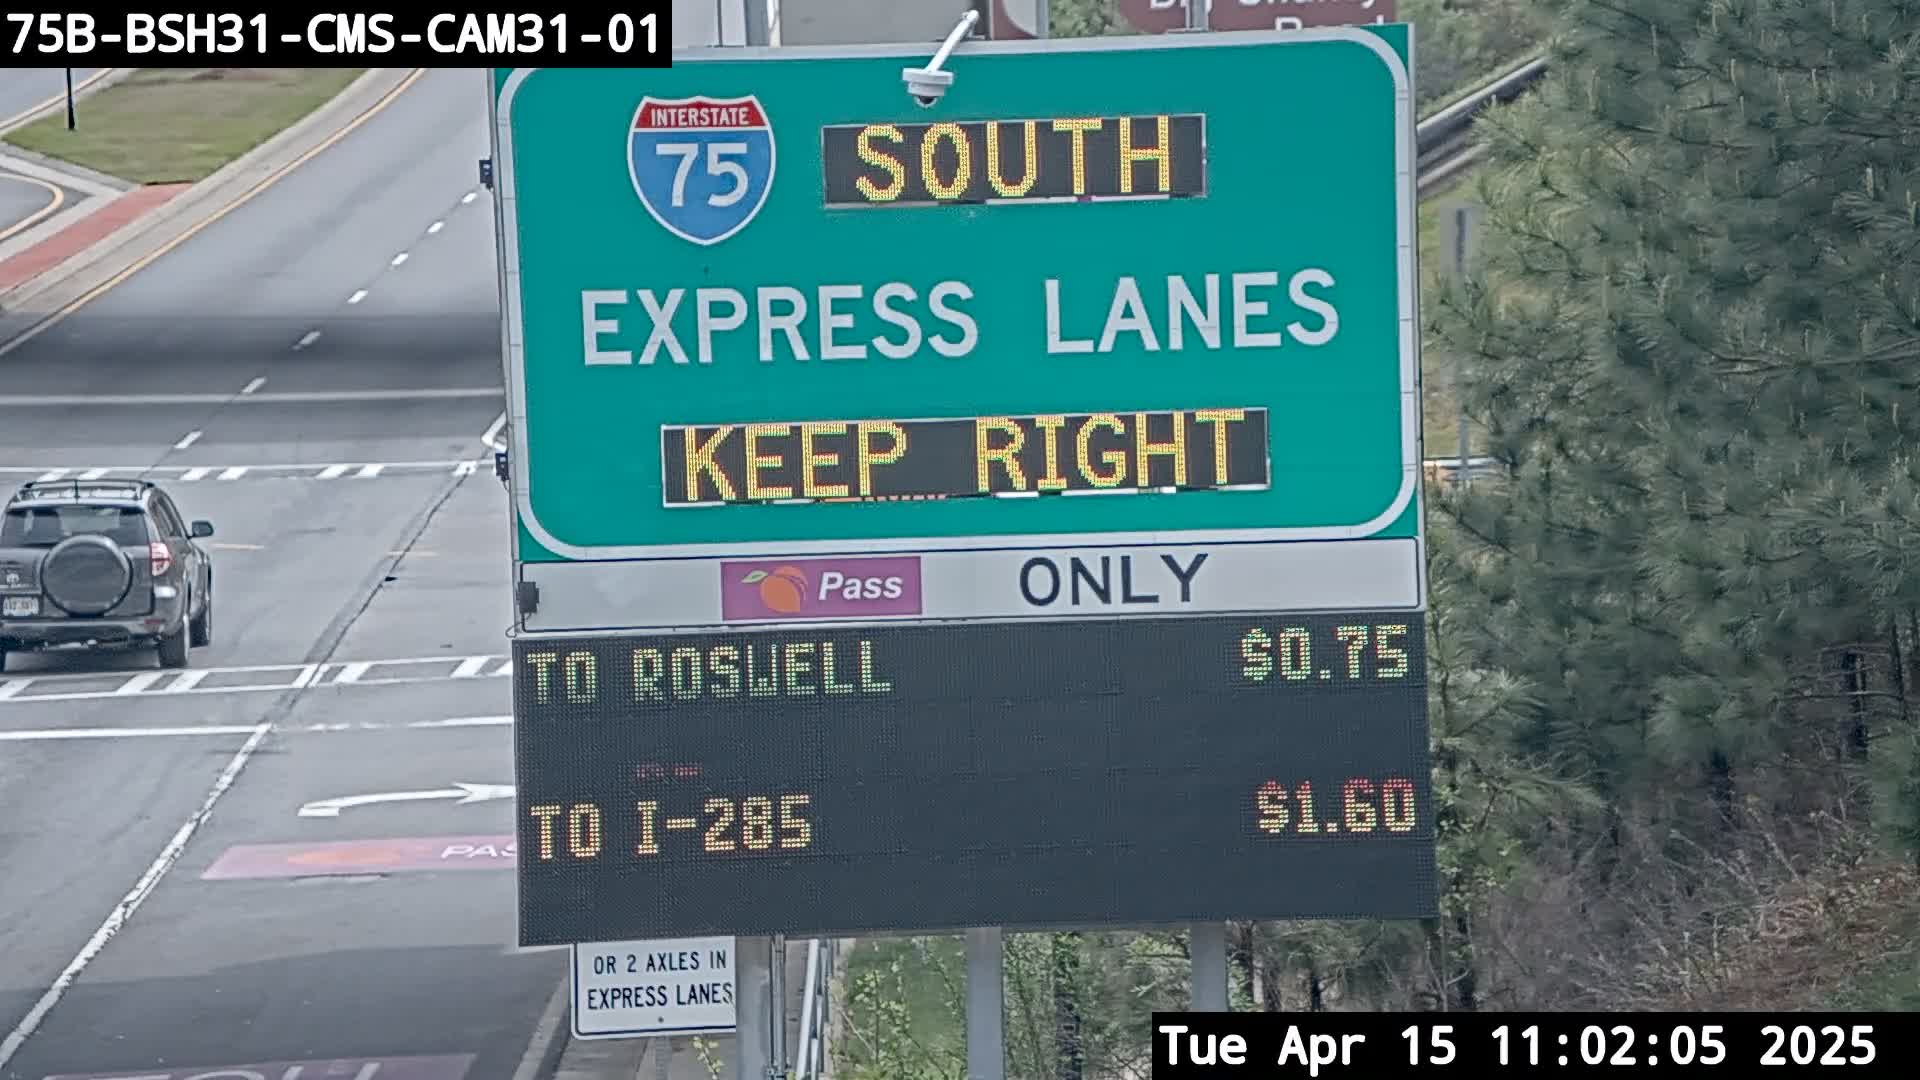 75B-BSH31-CMS-CAM31-01
Road
INTERSTATE
75
SOUTH
EXPRESS LANES
KEEP RIGHT
Pass ONLY
TO ROSWELL $0.75
TO I-285 $1.60
OR 2 AXLES IN
EXPRESS LANES
Tue Apr 15 11:02:05 2025